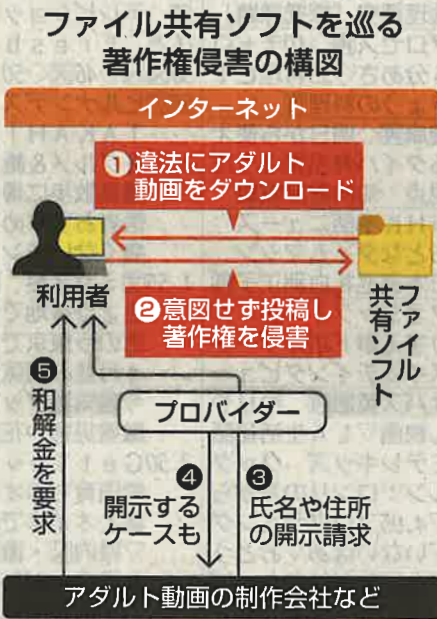 ファイル共有ソフトを巡る
著作権侵害の構図
インターネット
❶違法にアダルト
動画をダウンロード
利用者
ファイル
共有ソフト
❷意図せず投稿し
著作権を侵害
❺和解金を要求
プロバイダー
❹
開示する
ケースも
❸
氏名や住所
の開示請求
アダルト動画の制作会社など